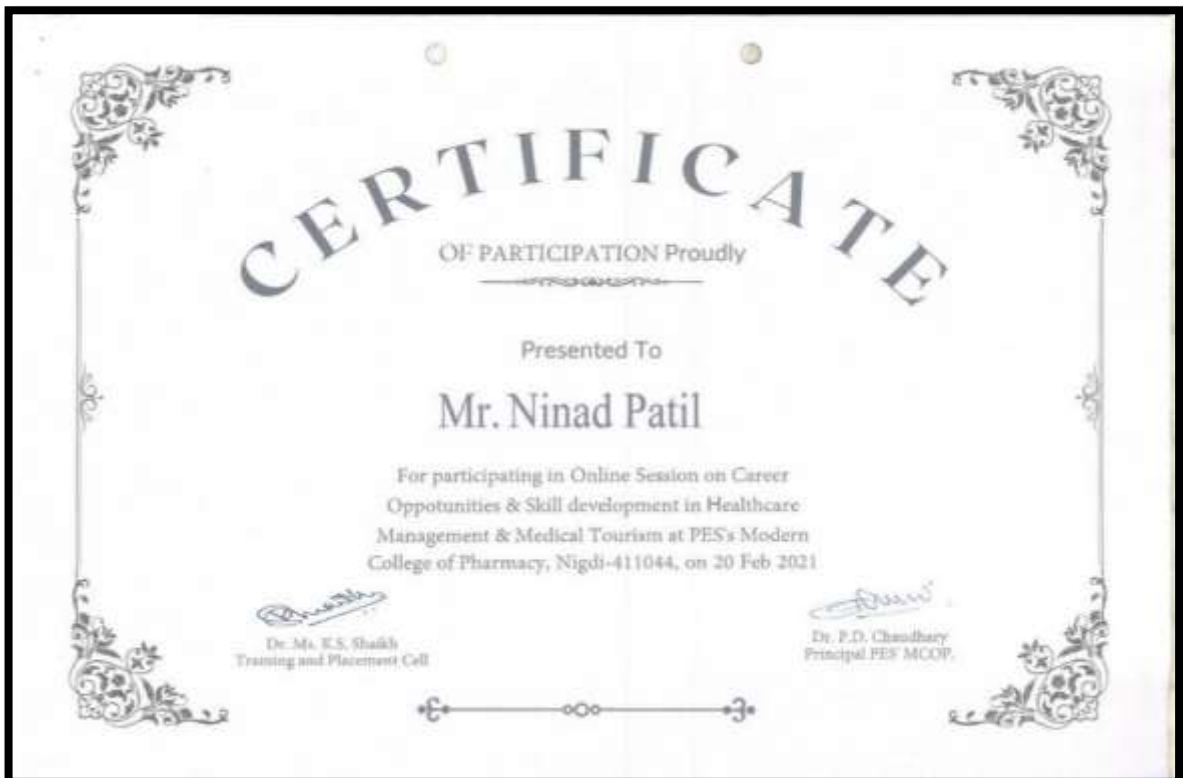 CERTIFICATE
OF PARTICIPATION Proudly
Presented To
Mr. Ninad Patil
For participating in Online Session on Career
Oppotunities & Skill development in Healthcare
Management & Medical Tourism at PES's Modern
College of Pharmacy, Nigdi-411044, on 20 Feb 2021
Dr. Ms. K.S. Shaikh
Training and Placement Cell
Dr. P.D. Chaudhary
Principal PES' MCOP.